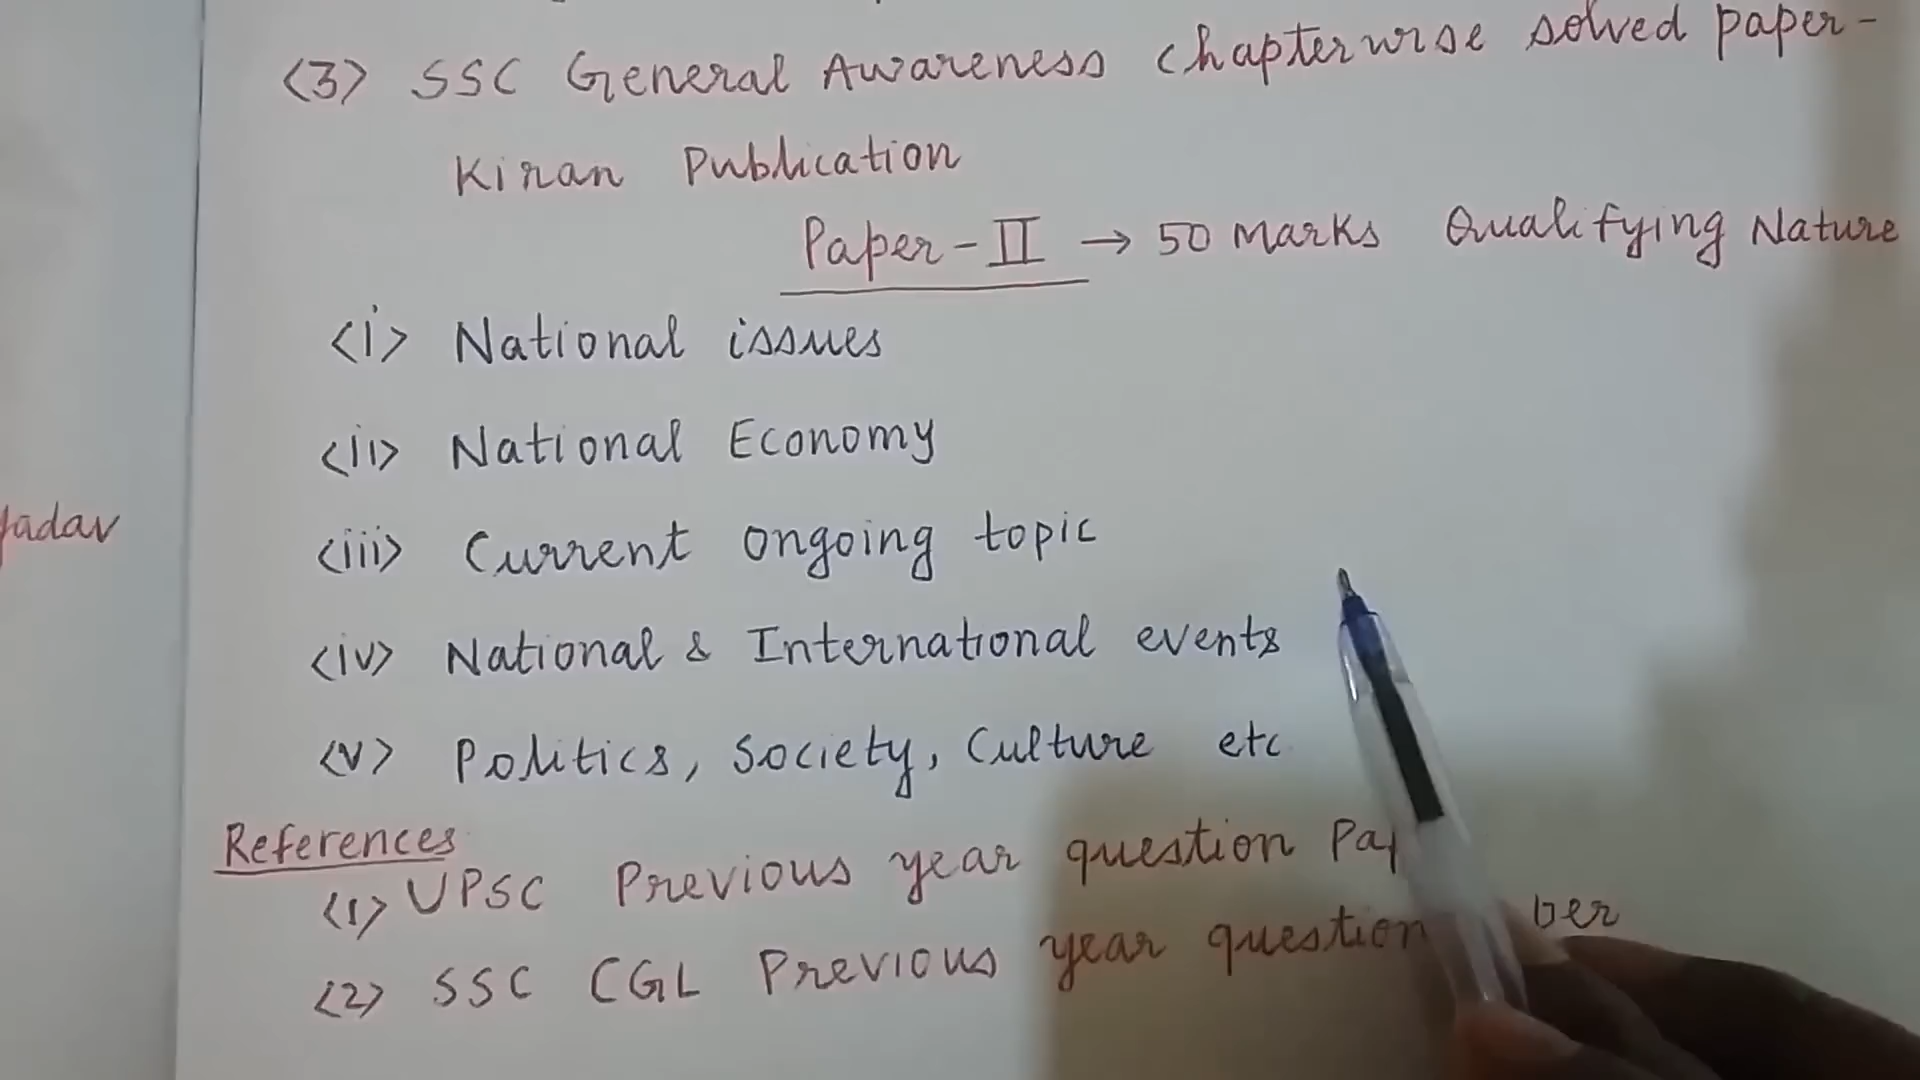 <3> SSC General Awareness Chapterwise solved paper-
Kiran Publication
Paper-II → 50 Marks Qualifying Nature
<i> National issues
<ii> National Economy
<iii> Current ongoing topic
<iv> National & International events
<v> Politics, Society, Culture etc
References
<1> UPSC Previous year question Pa
<2> SSC CGL Previous year question per